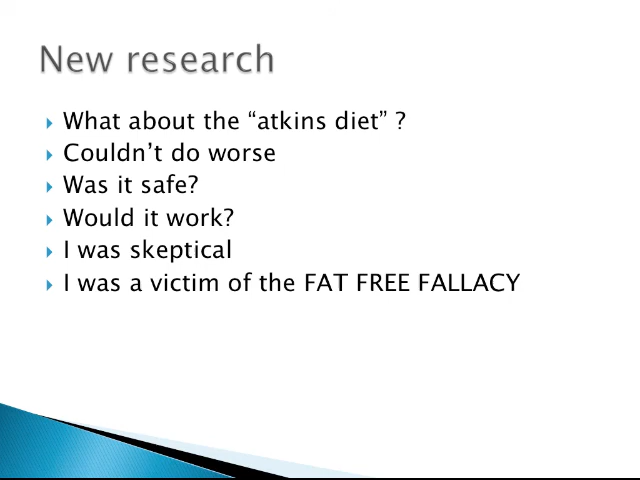 New research
What about the “atkins diet” ?
Couldn’t do worse
Was it safe?
Would it work?
I was skeptical
I was a victim of the FAT FREE FALLACY